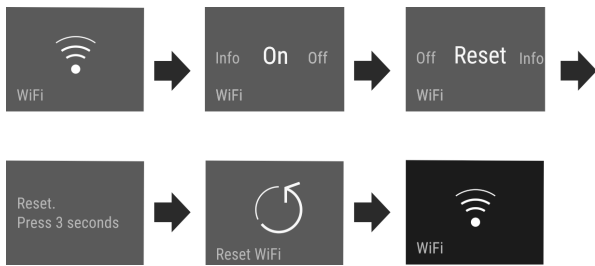 WiFi
Info On Off
WiFi
Off Reset Info
WiFi
Reset.
Press 3 seconds
Reset WiFi
WiFi